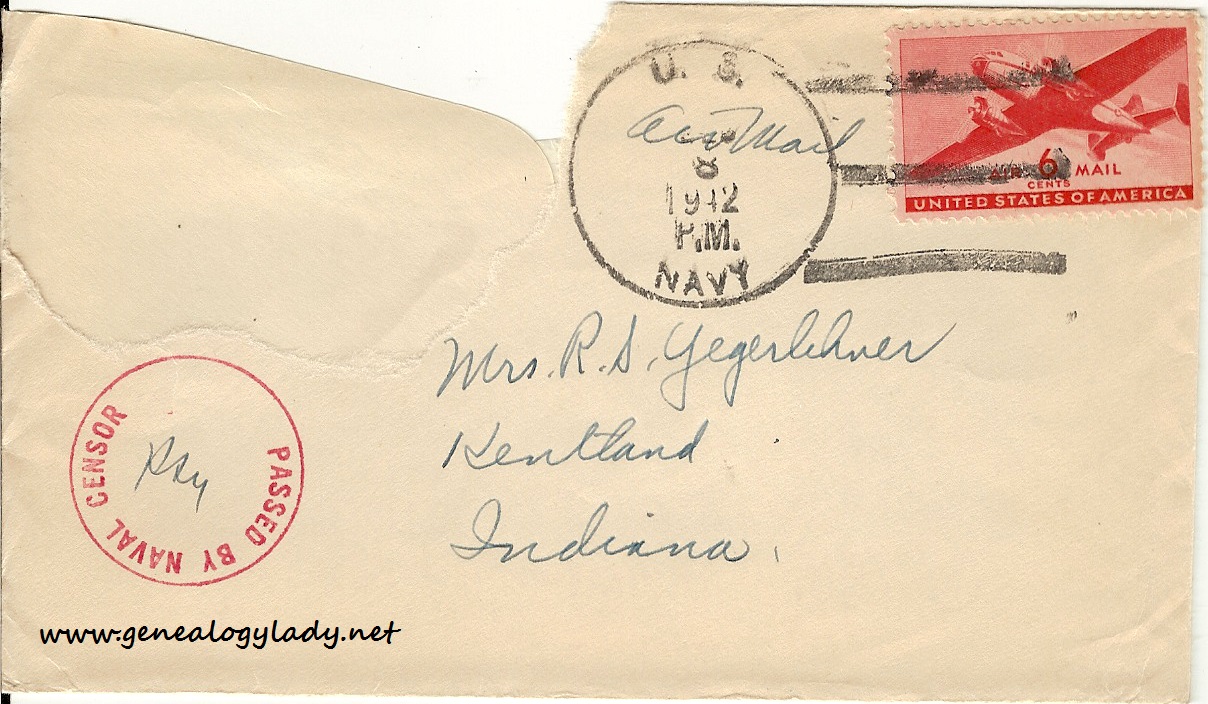 U. S.
Air Mail
8
1942
P.M.
NAVY
AIR 6 MAIL
CENTS
UNITED STATES OF AMERICA
Mrs. R. S. Yegerlehner
Kentland
Indiana.
PASSED BY NAVAL CENSOR
www.genealogylady.net